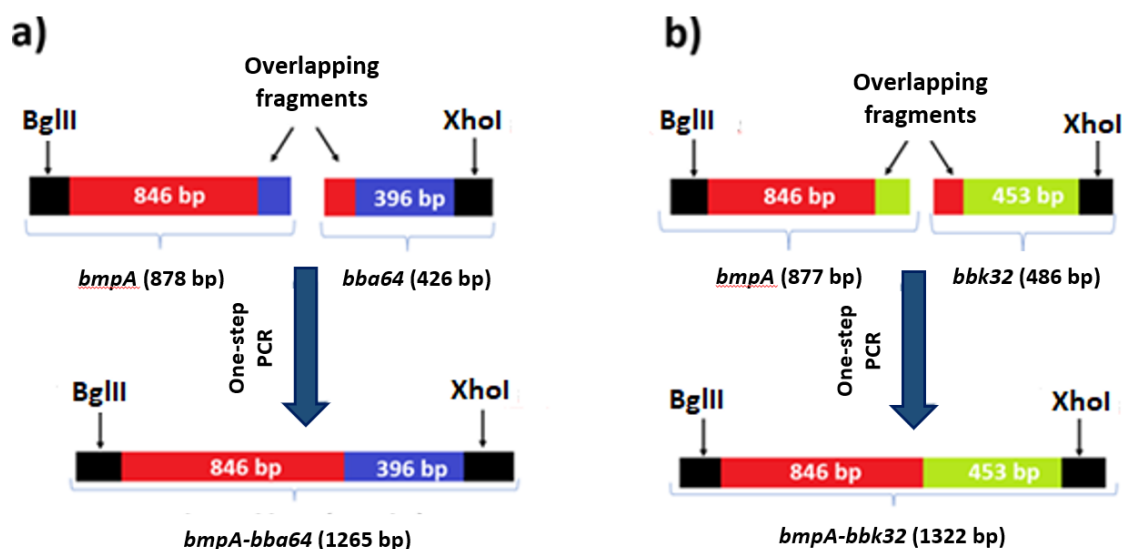 a)
Overlapping
fragments
BglII
XhoI
846 bp
396 bp
bmpA (878 bp)
bba64 (426 bp)
One-step
PCR
BglII
XhoI
846 bp
396 bp
bmpA-bba64 (1265 bp)
b)
Overlapping
fragments
BglII
XhoI
846 bp
453 bp
bmpA (877 bp)
bbk32 (486 bp)
One-step
PCR
BglII
XhoI
846 bp
453 bp
bmpA-bbk32 (1322 bp)